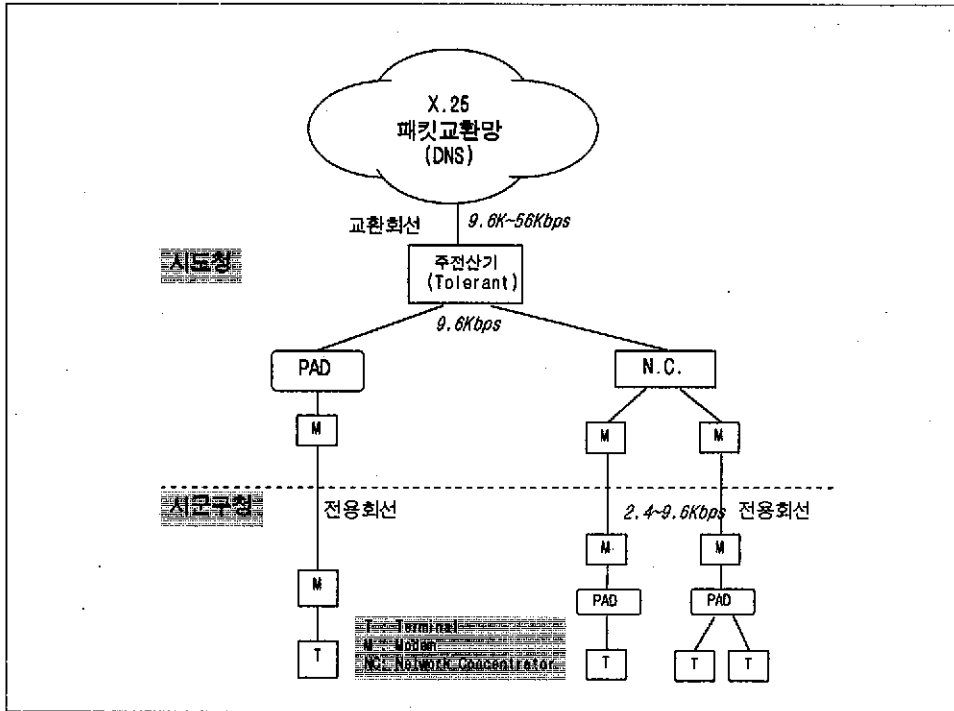 X.25
패킷교환망
(DNS)
교환회선
9.6K~56Kbps
시도청
주전산기
(Tolerant)
9.6Kbps
PAD
N.C.
M
M
M
시군구청
전용회선
2.4~9.6Kbps
전용회선
M
M
M
PAD
PAD
T : Terminal
M : Modem
NC: Network Concentrator
T
T
T
T